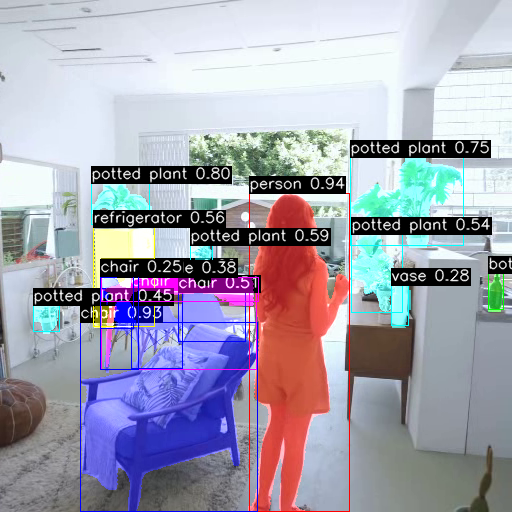 potted plant 0.75
potted plant 0.80
person 0.94
refrigerator 0.56
potted plant 0.54
potted plant 0.59
chair 0.25
e 0.38
bot
vase 0.28
chair
chair 0.51
potted plant 0.45
chair 0.93